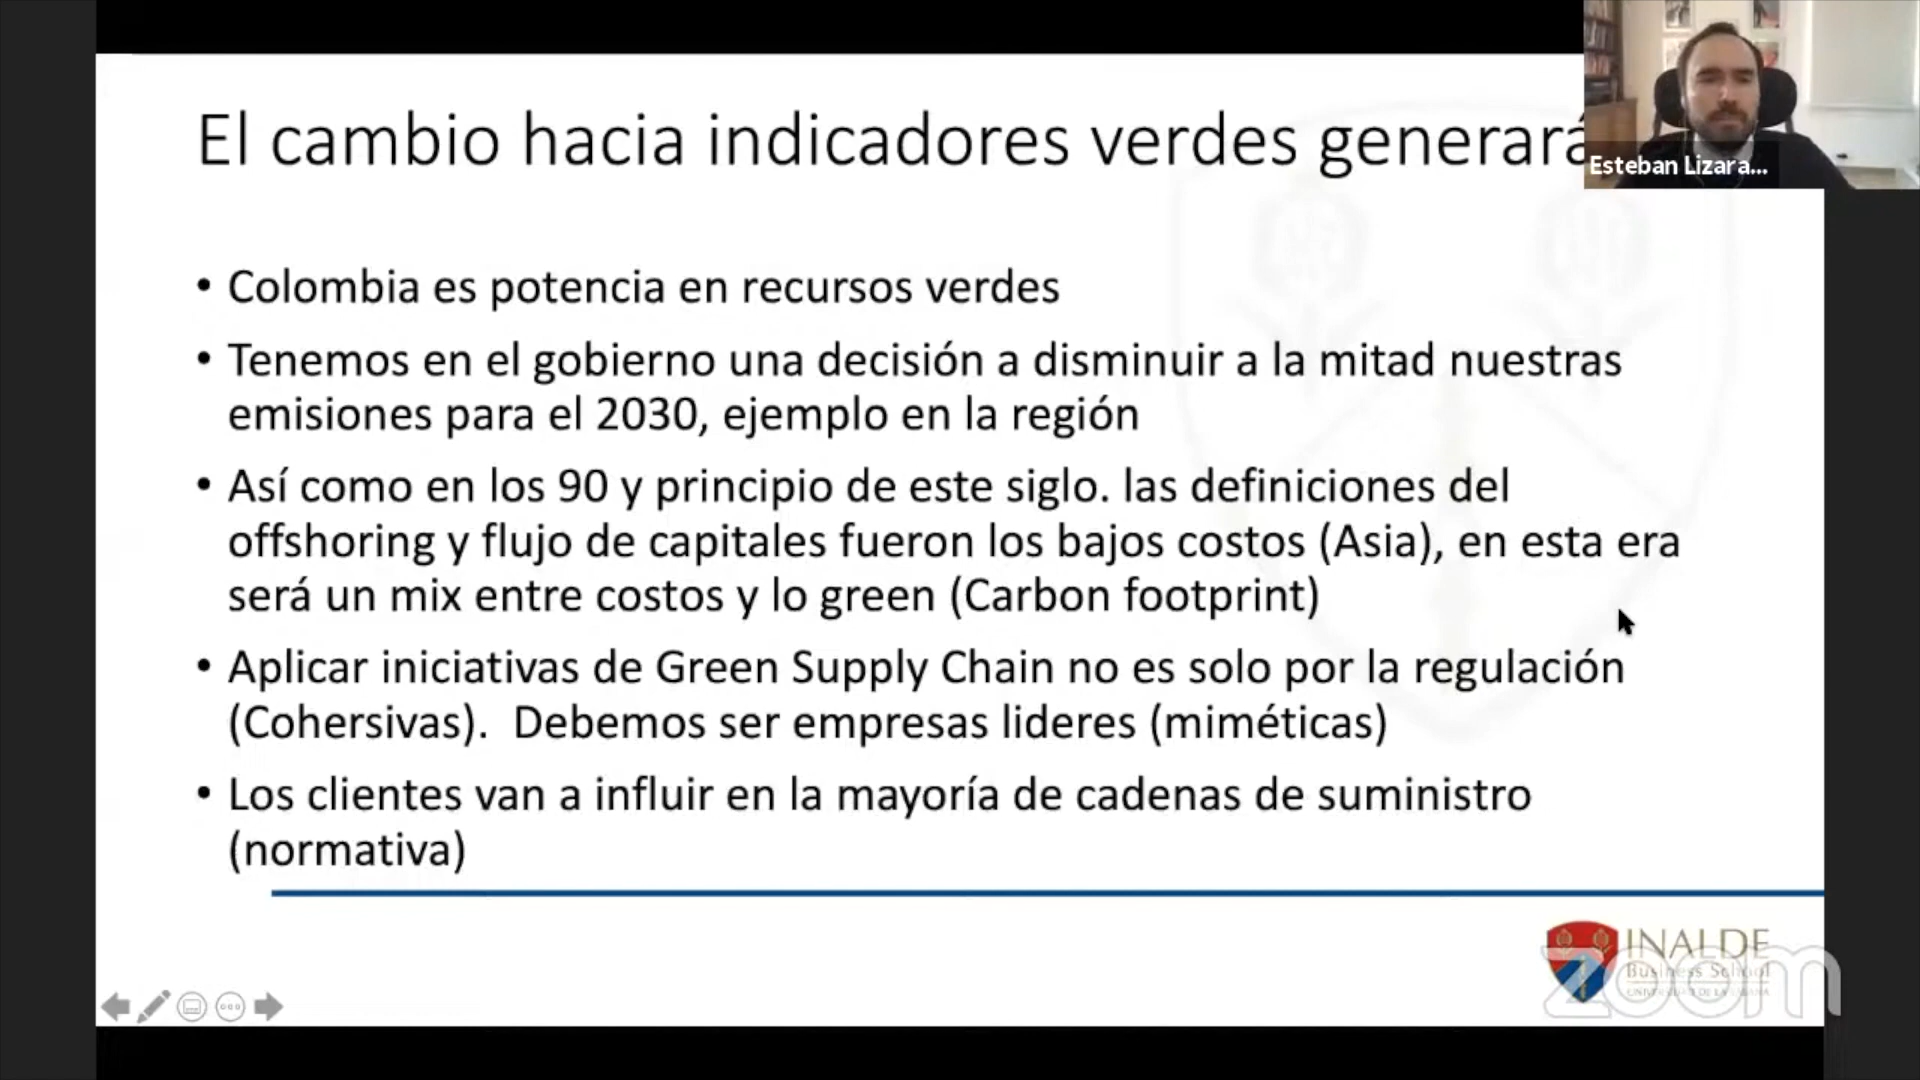 El cambio hacia indicadores verdes generará
Esteban Lizara...
• Colombia es potencia en recursos verdes
• Tenemos en el gobierno una decisión a disminuir a la mitad nuestras
emisiones para el 2030, ejemplo en la región
• Así como en los 90 y principio de este siglo. las definiciones del
offshoring y flujo de capitales fueron los bajos costos (Asia), en esta era
será un mix entre costos y lo green (Carbon footprint)
• Aplicar iniciativas de Green Supply Chain no es solo por la regulación
(Cohersivas).  Debemos ser empresas lideres (miméticas)
• Los clientes van a influir en la mayoría de cadenas de suministro
(normativa)
INALDE
Business School
zoom